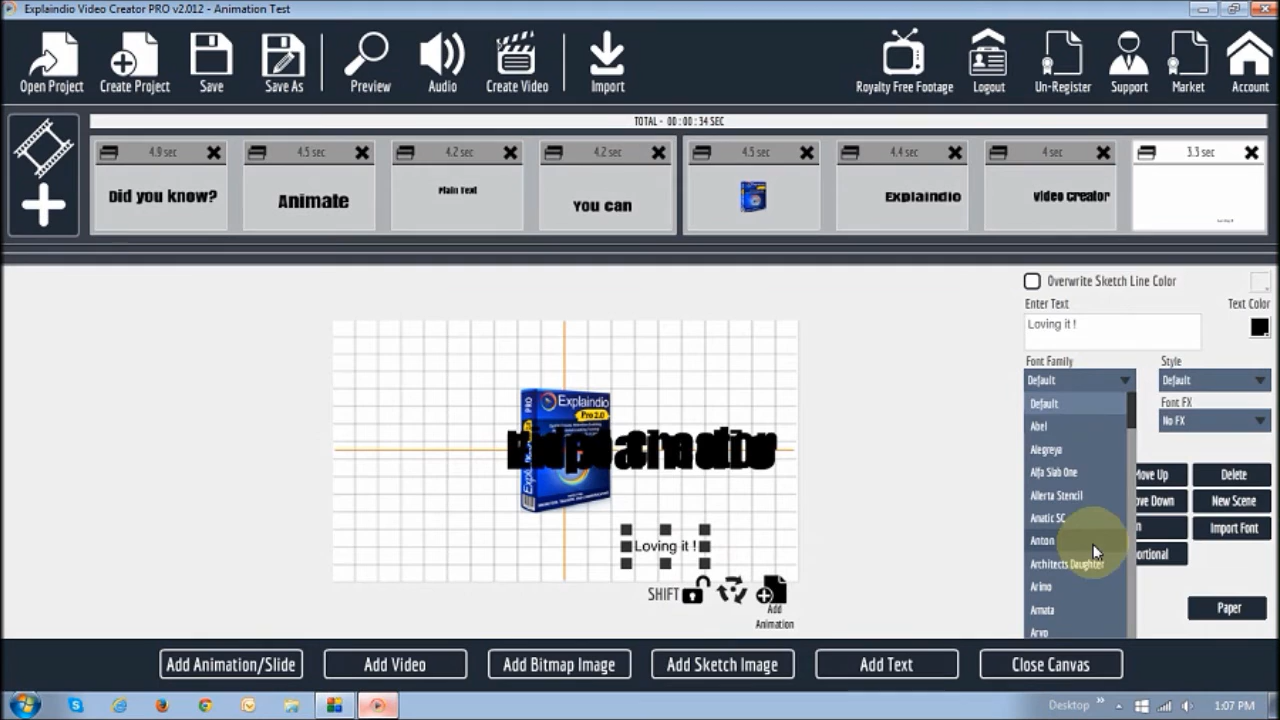 Explaindio Video Creator PRO v2.012 - Animation Test
Open Project
Create Project
Save
Save As
Preview
Audio
Create Video
Import
Royalty Free Footage
Logout
Un-Register
Support
Market
Account
TOTAL - 00:00:34 SEC
4.9 sec
4.5 sec
4.2 sec
4.2 sec
4.5 sec
4.4 sec
4 sec
3.3 sec
Did you know?
Animate
Plain Text
You can
Explaindio
Video Creator
Overwrite Sketch Line Color
Enter Text
Text Color
Loving it !
Font Family
Style
Default
Default
Font FX
No FX
Default
Abel
Alegreya
Alfa Slab One
Allerta Stencil
Anatic SC
Anton
Architects Daughter
Arimo
Armata
Arvo
Move Up
Delete
ve Down
New Scene
n
Import Font
ortional
Paper
PRO
Explaindio
Pro 2.0
Loving it !
SHIFT
Add
Animation
Add Animation/Slide
Add Video
Add Bitmap Image
Add Sketch Image
Add Text
Close Canvas
Desktop
1:07 PM